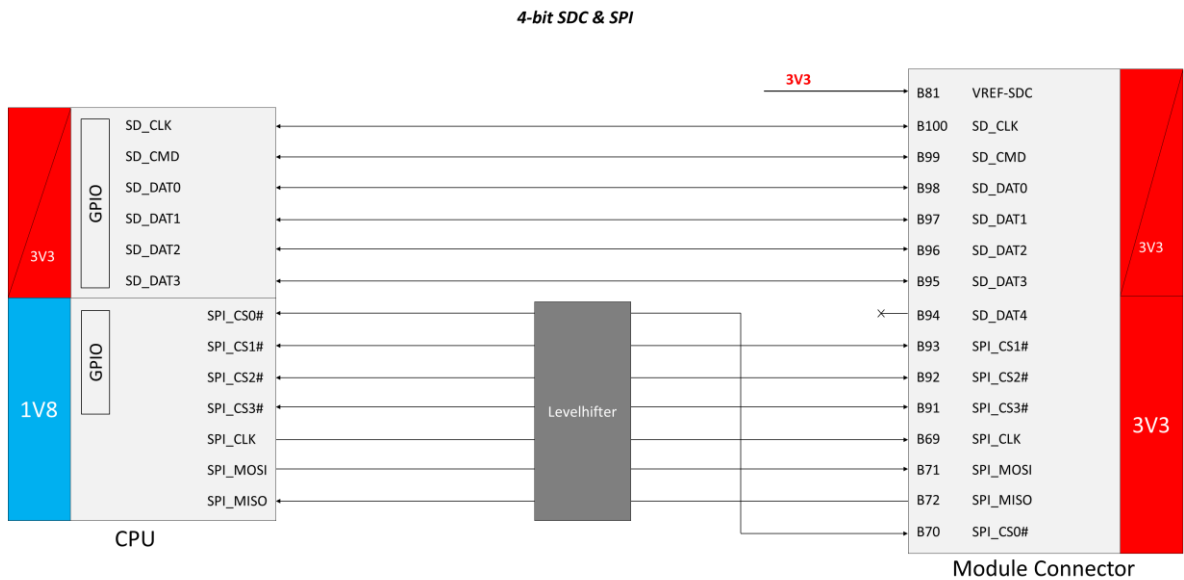 4-bit SDC & SPI
3V3
B81 VREF-SDC
SD_CLK B100 SD_CLK
SD_CMD B99 SD_CMD
SD_DAT0 B98 SD_DAT0
GPIO
SD_DAT1 B97 SD_DAT1
SD_DAT2 B96 SD_DAT2
3V3 3V3
SD_DAT3 B95 SD_DAT3
SPI_CS0# B94 SD_DAT4
SPI_CS1# B93 SPI_CS1#
GPIO
SPI_CS2# B92 SPI_CS2#
1V8 SPI_CS3# Levelhifter B91 SPI_CS3#
3V3
SPI_CLK B69 SPI_CLK
SPI_MOSI B71 SPI_MOSI
SPI_MISO B72 SPI_MISO
B70 SPI_CS0#
CPU
Module Connector